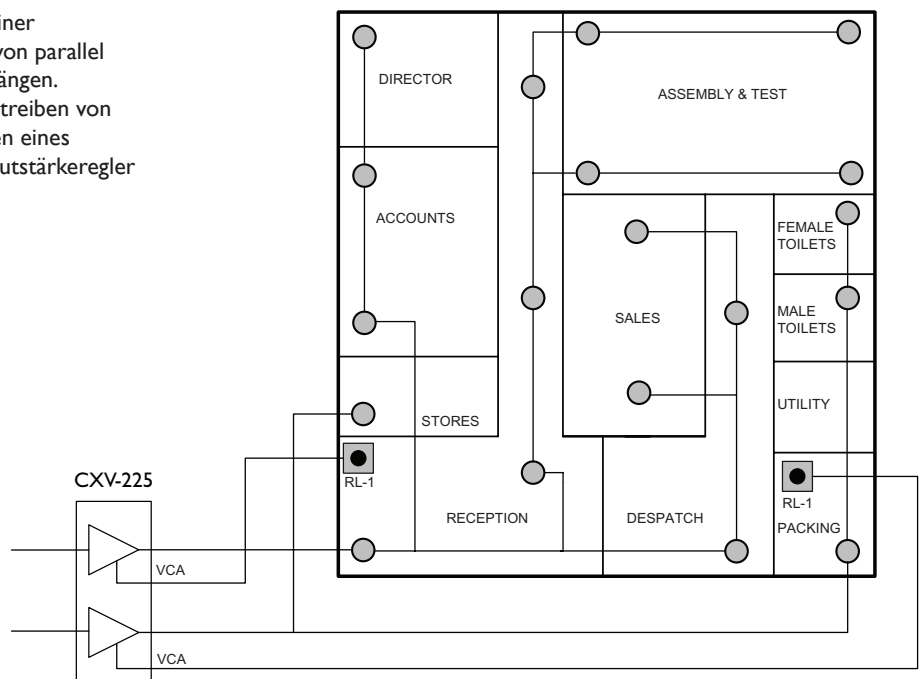 iner
von parallel
ängen.
treiben von
en eines
utstärkeregler
DIRECTOR
ASSEMBLY & TEST
ACCOUNTS
FEMALE
TOILETS
SALES
MALE
TOILETS
UTILITY
STORES
RL-1
CXV-225
RECEPTION
DESPATCH
RL-1
PACKING
VCA
VCA